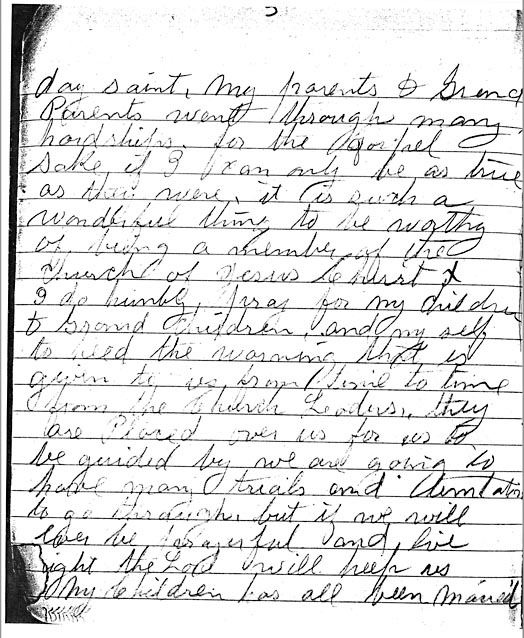 5
day saint, My parents & Grand
Parents went through many
hardships. for the Gospel
sake, if I can only be as true
as they were, it is such a
wonderful thing to be worthy
of being a member of the
Church of Jesus Christ &
I do humbly, pray for my children
& Grand Children, and my self
to heed the warning that is
given to us from time to time
from the Church Leaders, they
are Placed over us for us to
be guided by we are going to
have many trials and temtation
to go through, but if we will
be Prayerful and live
right the Lord will keep us
My Children has all been married